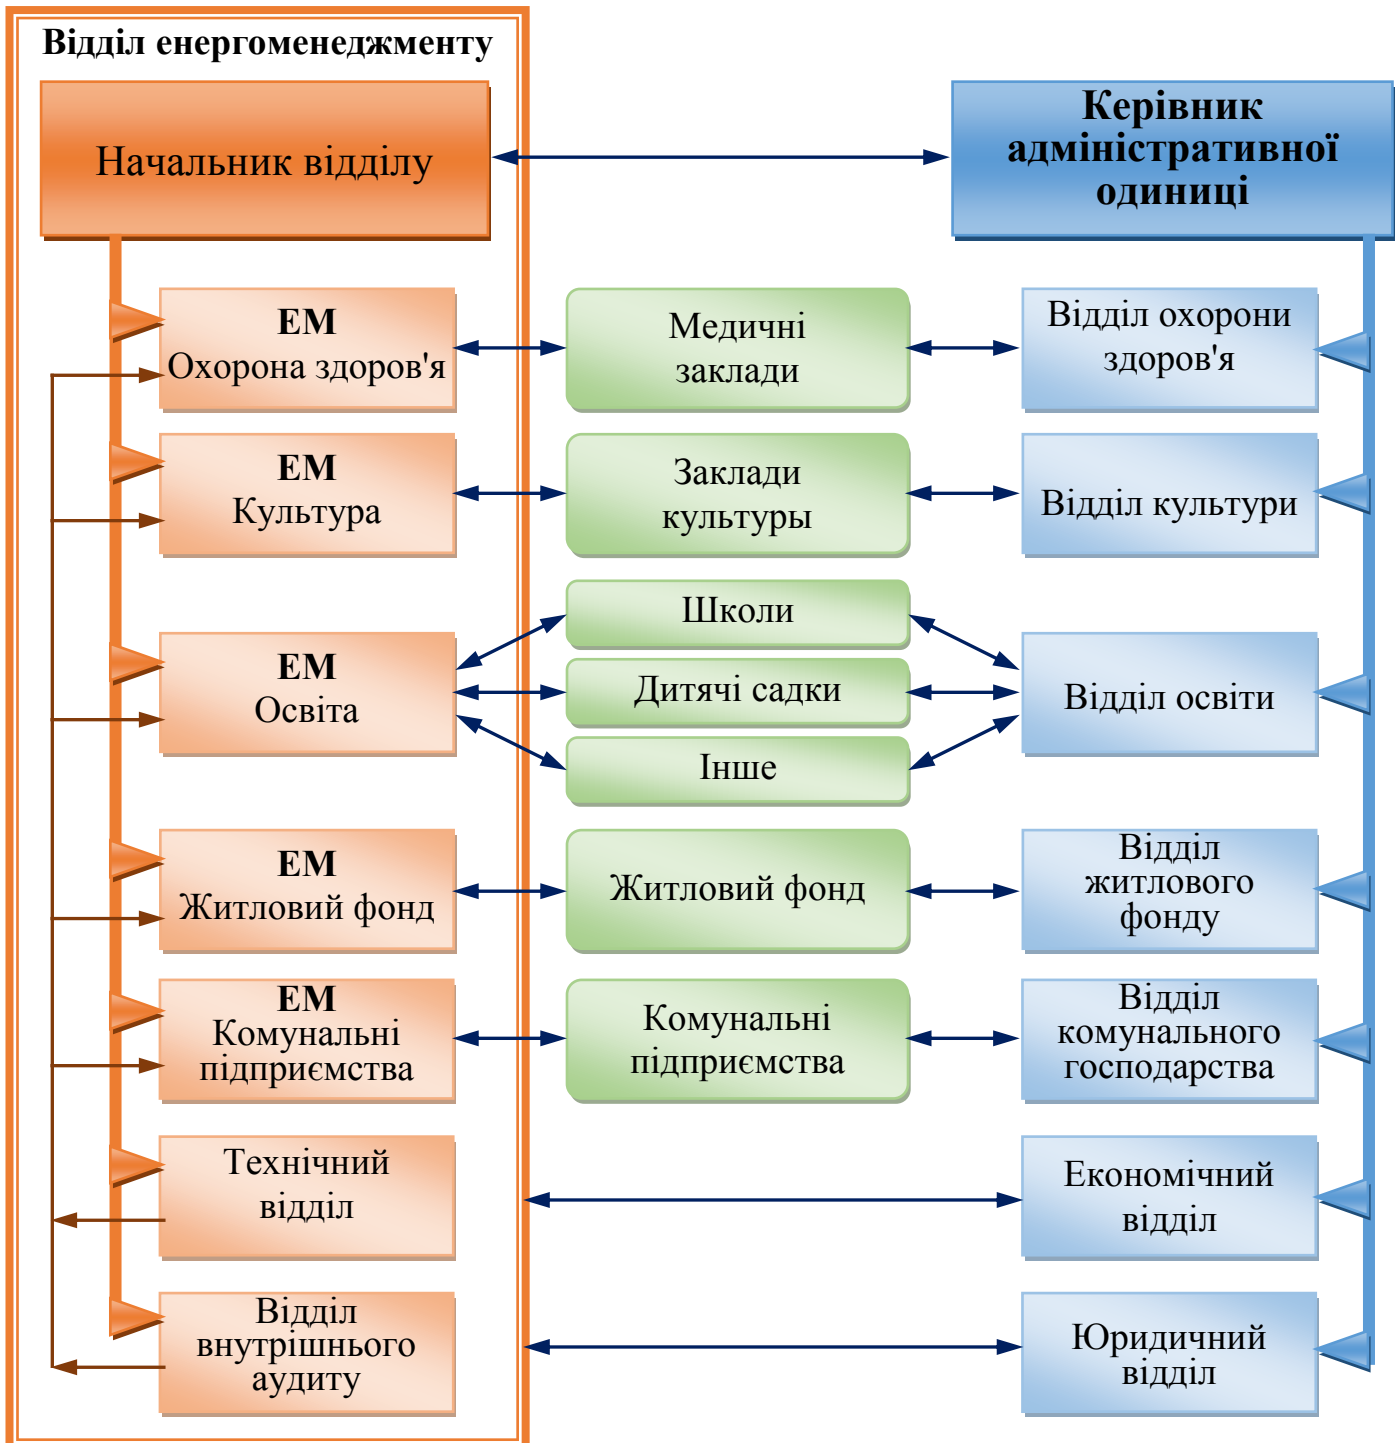 Відділ енергоменеджменту
Начальник відділу
Керівник
адміністративної
одиниці
ЕМ
Охорона здоров'я
Медичні
заклади
Відділ охорони
здоров'я
ЕМ
Культура
Заклади
культуры
Відділ культури
ЕМ
Освіта
Школи
Дитячі садки
Інше
Відділ освіти
ЕМ
Житловий фонд
Житловий фонд
Відділ
житлового
фонду
ЕМ
Комунальні
підприємства
Комунальні
підприємства
Відділ
комунального
господарства
Технічний
відділ
Економічний
відділ
Відділ
внутрішнього
аудиту
Юридичний
відділ